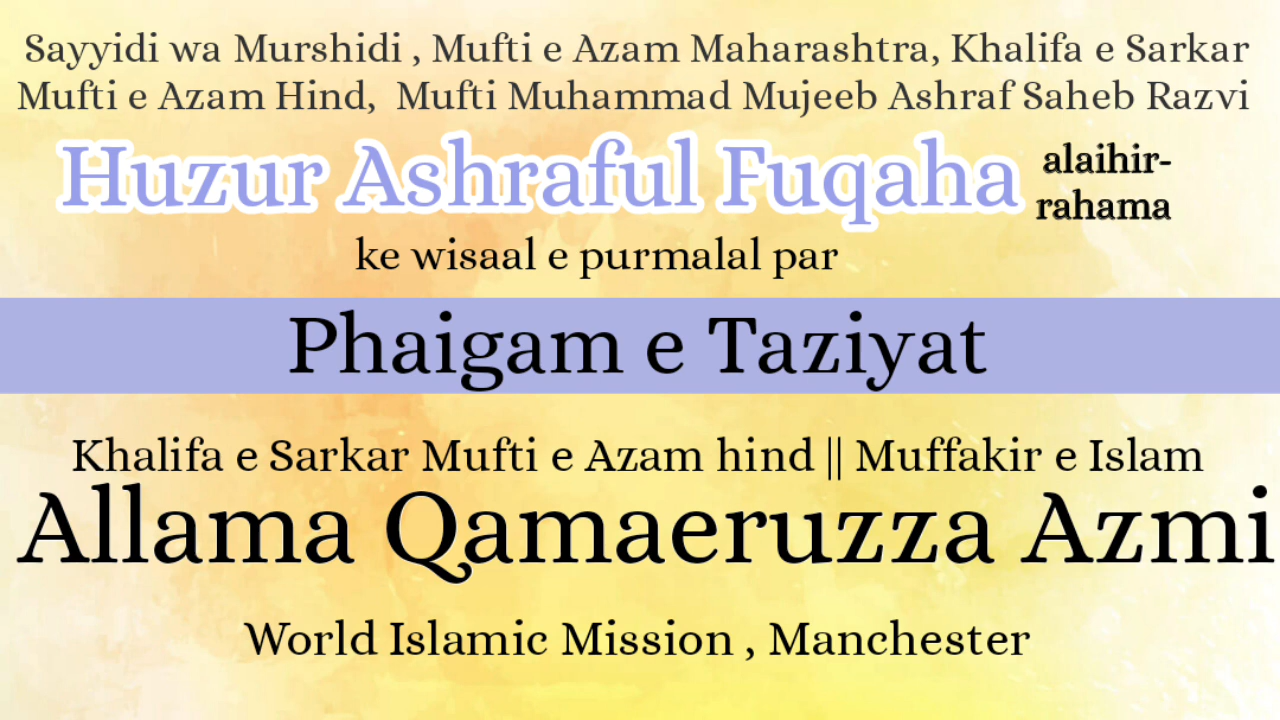 Sayyidi wa Murshidi , Mufti e Azam Maharashtra, Khalifa e Sarkar
Mufti e Azam Hind, Mufti Muhammad Mujeeb Ashraf Saheb Razvi
Huzur Ashraful Fuqaha
alaihir-
rahama
ke wisaal e purmalal par
Phaigam e Taziyat
Khalifa e Sarkar Mufti e Azam hind || Muffakir e Islam
Allama Qamaeruzza Azmi
World Islamic Mission , Manchester